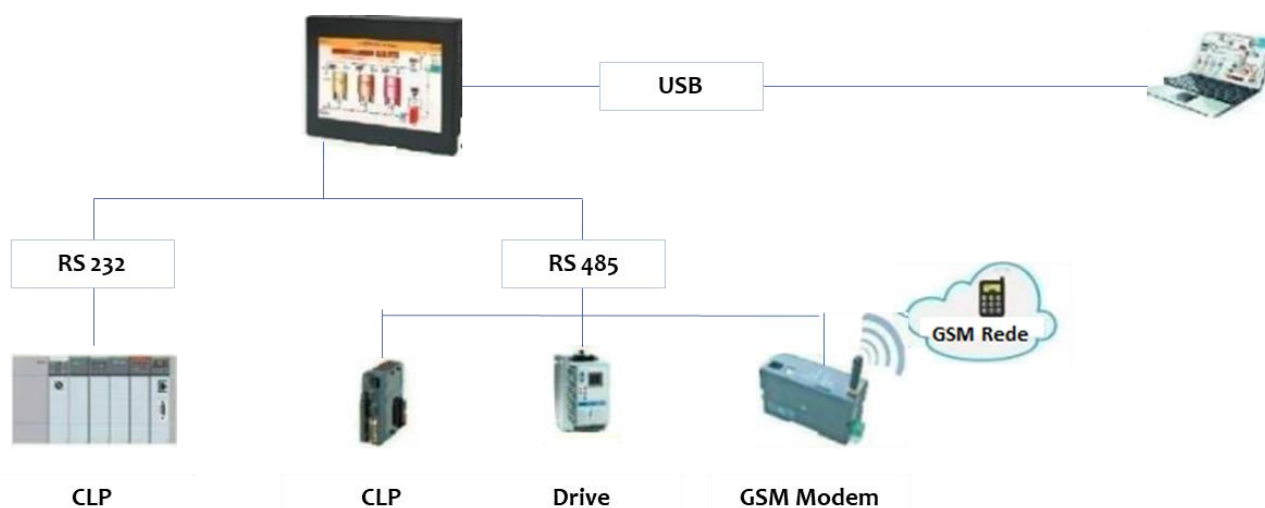 USB
RS 232
RS 485
GSM Rede
CLP
CLP
Drive
GSM Modem